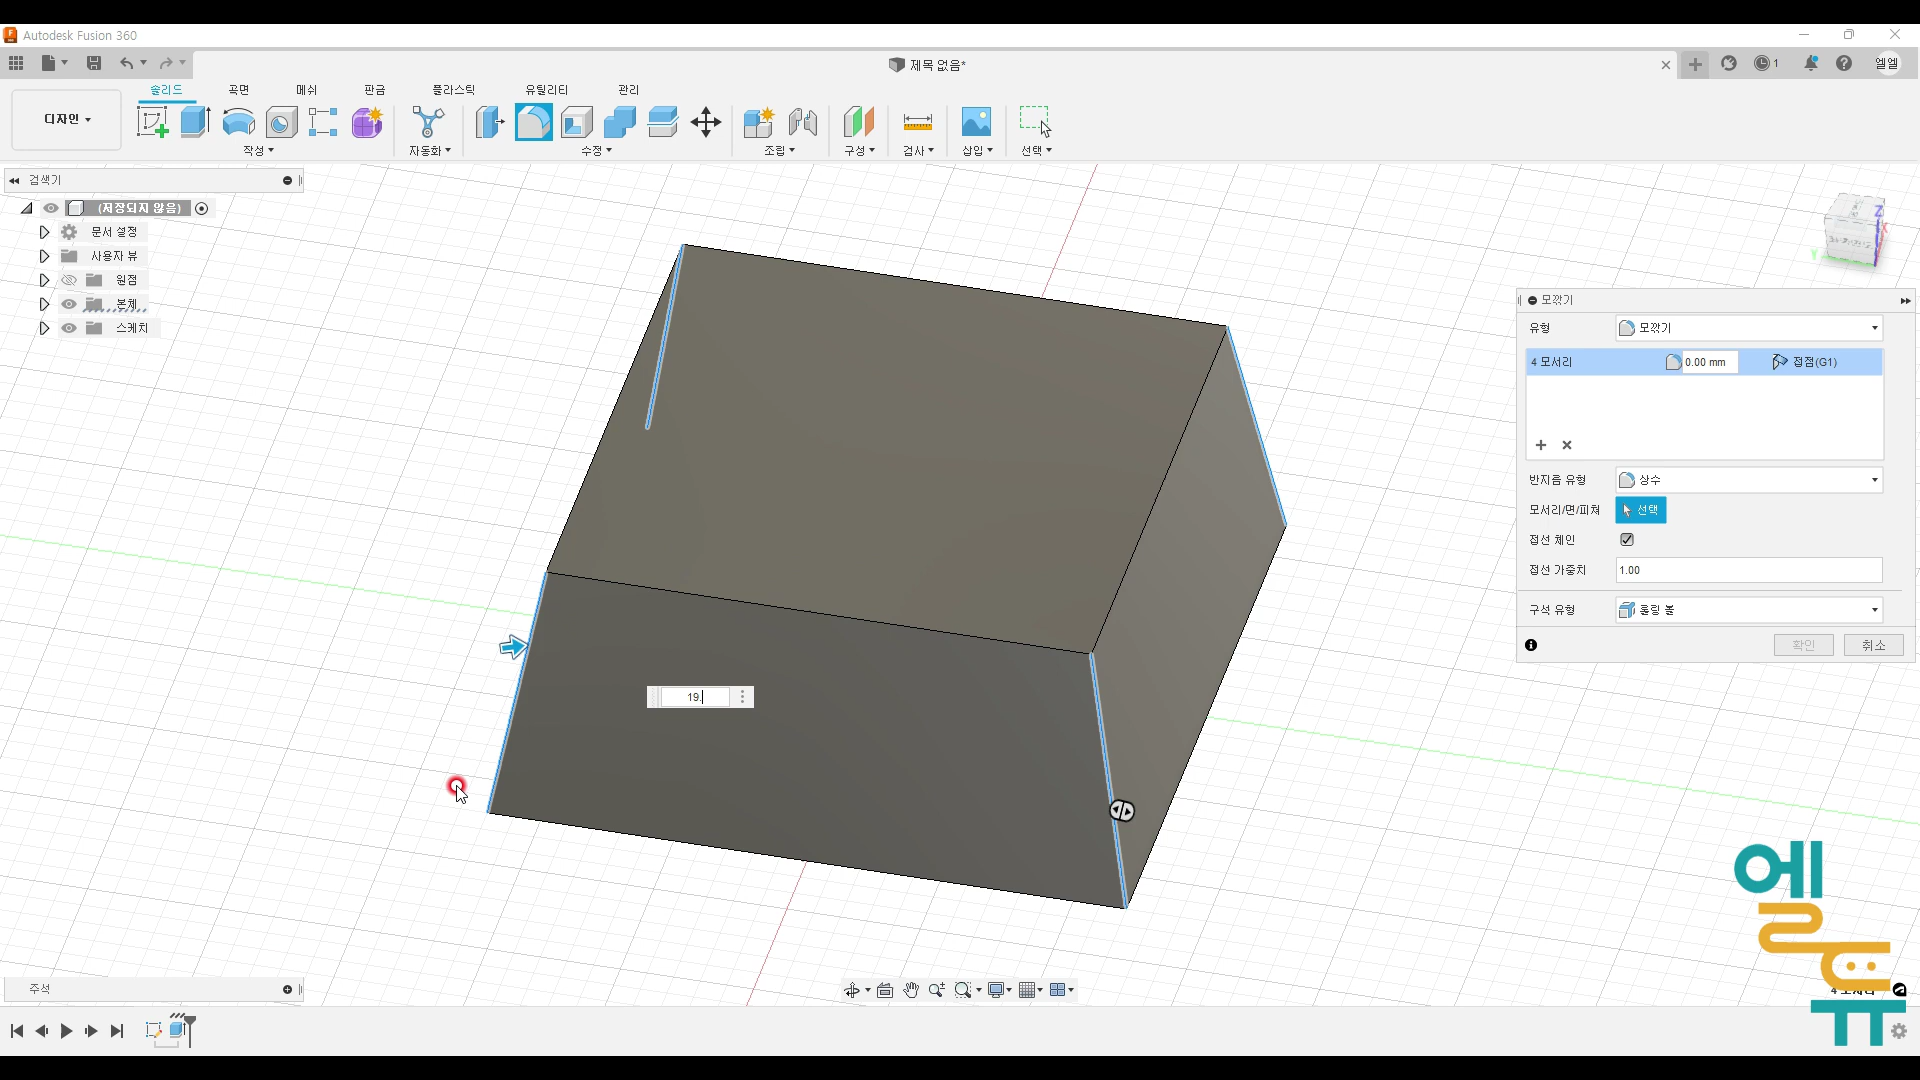 Autodesk Fusion 360
제목 없음*
1
엘엘
디자인
솔리드 곡면 메쉬 판금 플라스틱 유틸리티 관리
작성 자동화 수정 조립 구성 검사 삽입 선택
검색기
(저장되지 않음)
문서 설정
사용자 뷰
원점
본체
스케치
Z
X
Y
모깎기
유형 모깎기
4 모서리 0.00 mm 접점(G1)
반지름 유형 상수
모서리/면/피쳐 선택
접선 체인
접선 가중치 1.00
구석 유형 롤링 볼
확인 취소
19.
주석